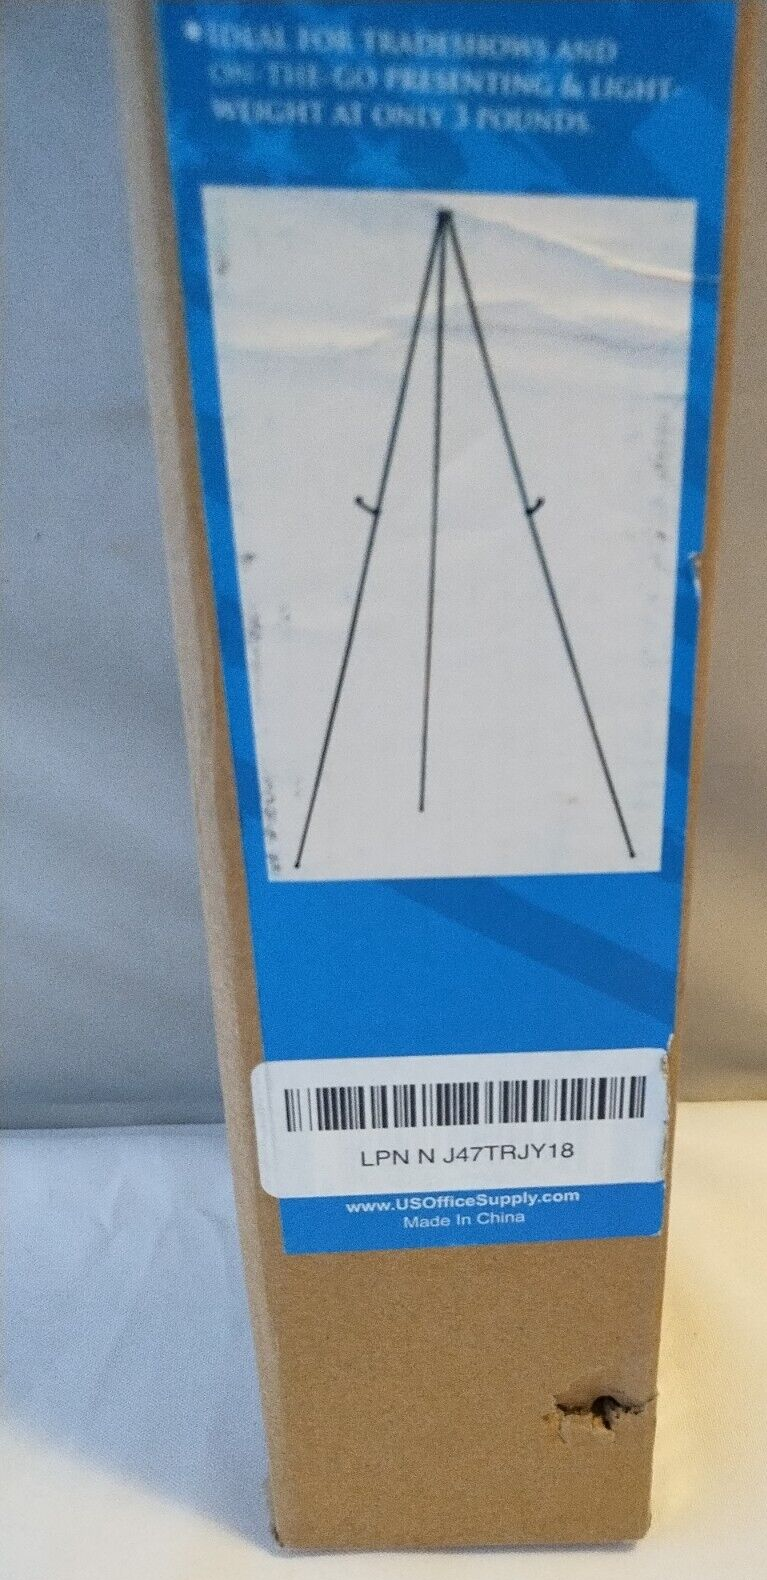 • IDEAL FOR TRADESHOWS AND
ON-THE-GO PRESENTING & LIGHT-
WEIGHT AT ONLY 3 POUNDS.
LPN N J47TRJY18
www.USOfficeSupply.com
Made In China